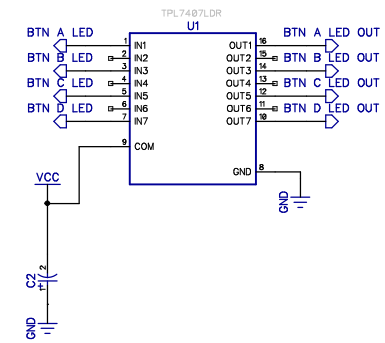 TPL7407LDR
U1
BTN A LED
1 IN1
OUT1 16
BTN A LED OUT
BTN B LED
2 IN2
OUT2 15
BTN B LED OUT
3 IN3
OUT3 14
BTN C LED
4 IN4
OUT4 13
BTN C LED OUT
5 IN5
OUT5 12
BTN D LED
6 IN6
OUT6 11
BTN D LED OUT
7 IN7
OUT7 10
9 COM
GND 8
VCC
GND
2
C2
1
GND